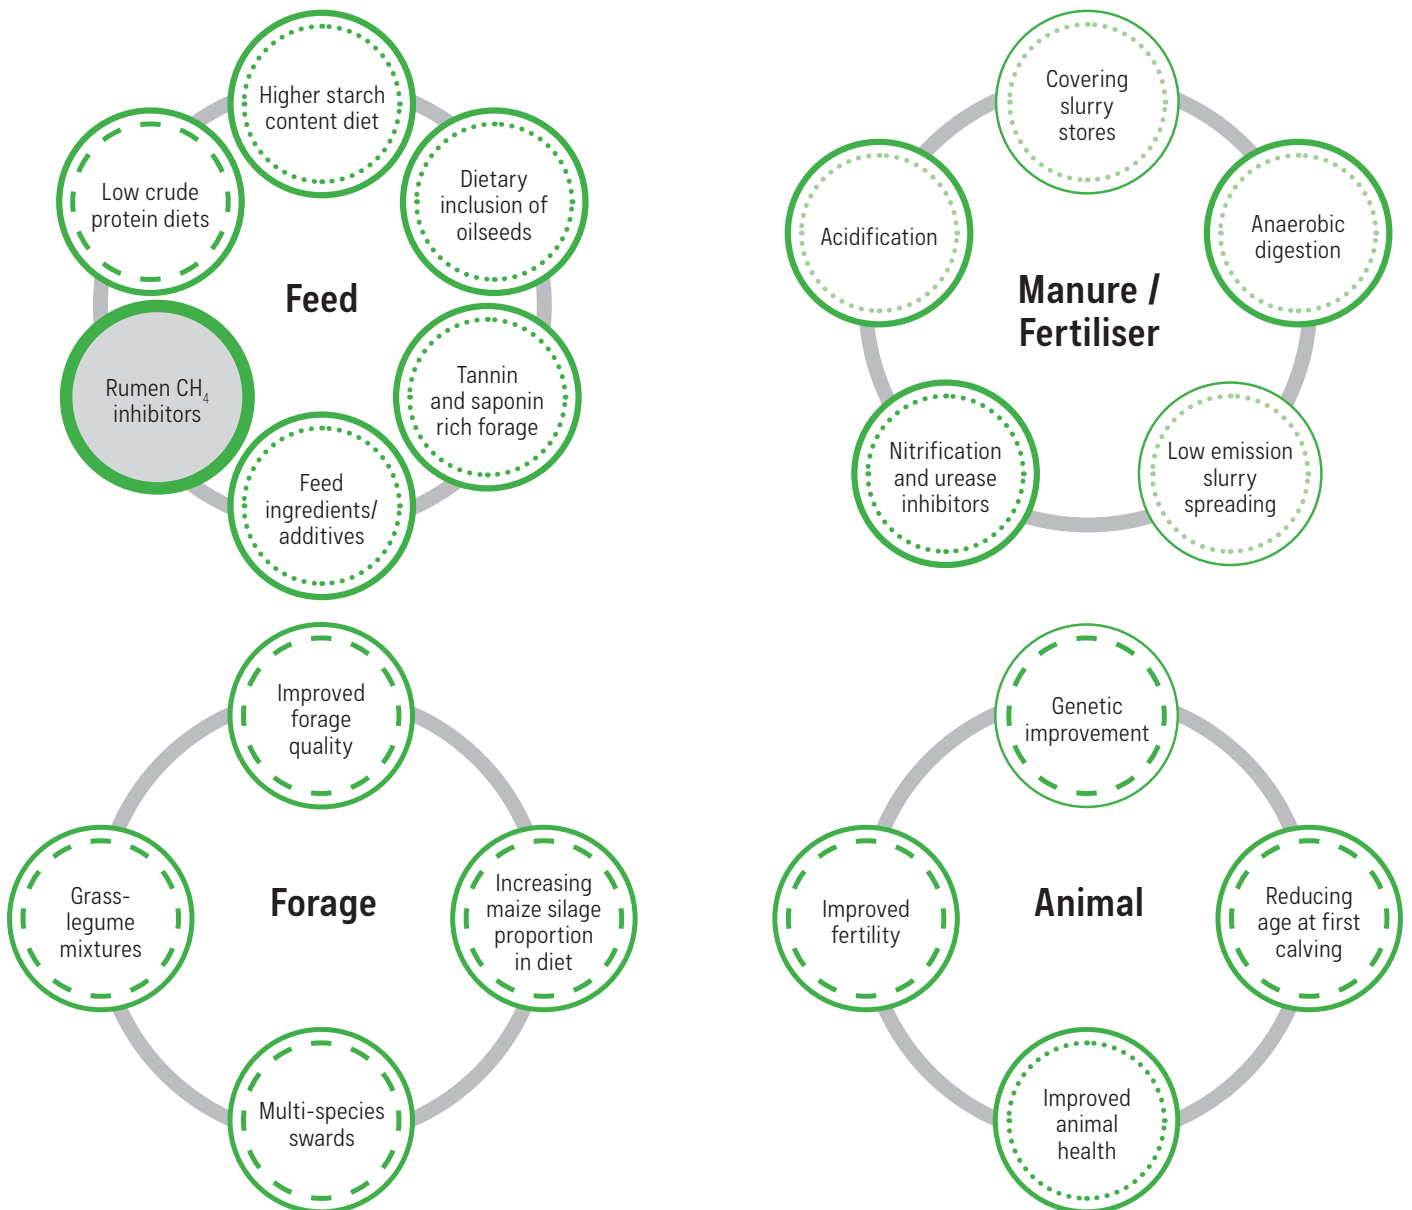 Higher starch
content diet
Low crude
protein diets
Dietary
inclusion of
oilseeds
Feed
Rumen CH₄
inhibitors
Tannin
and saponin
rich forage
Feed
ingredients/
additives
Covering
slurry
stores
Acidification
Anaerobic
digestion
Manure /
Fertiliser
Nitrification
and urease
inhibitors
Low emission
slurry
spreading
Improved
forage
quality
Grass-
legume
mixtures
Forage
Increasing
maize silage
proportion
in diet
Multi-species
swards
Genetic
improvement
Improved
fertility
Animal
Reducing
age at first
calving
Improved
animal
health